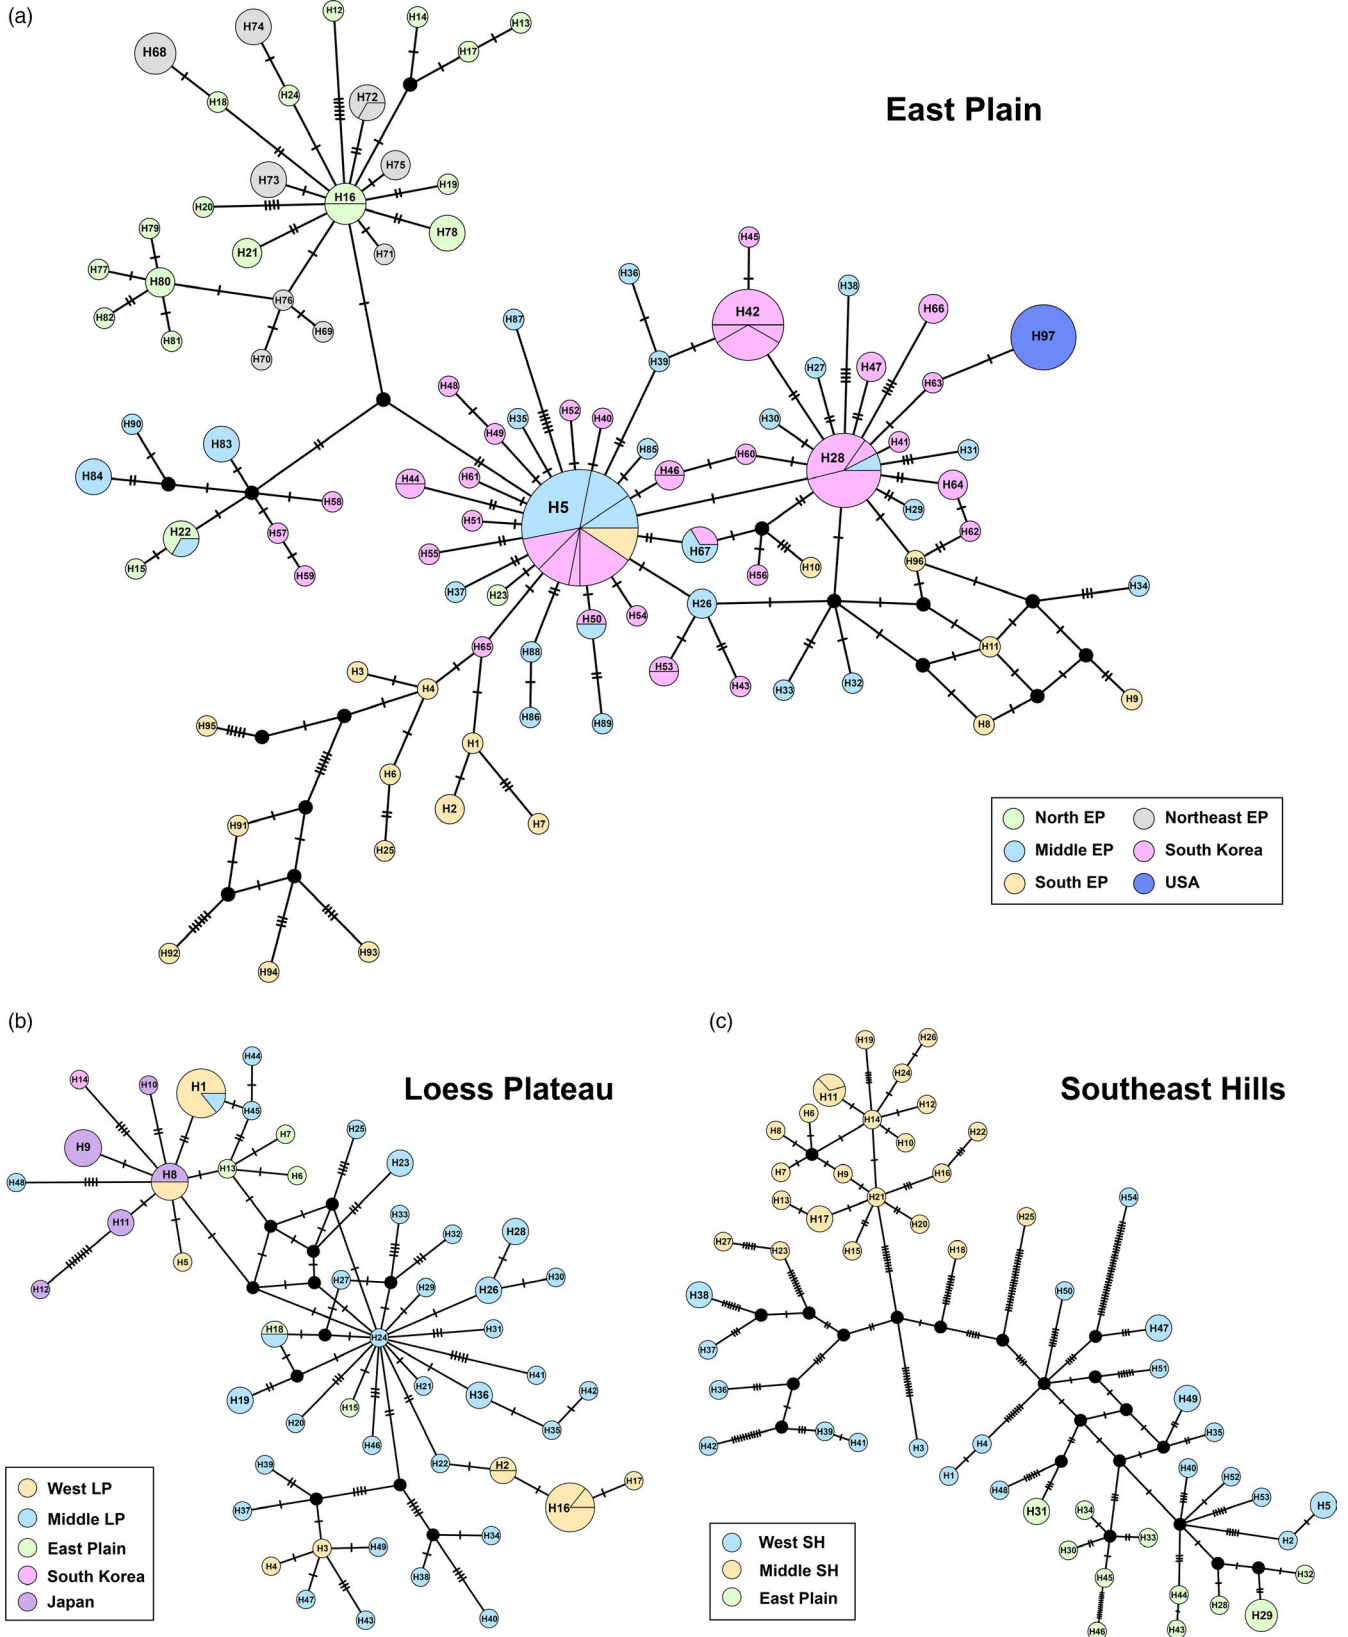 (a)
East Plain
H12
H14
H13
H74
H17
H68
H24
H72
H18
H75
H73
H16
H19
H20
H78
H21
H71
H79
H77
H80
H76
H82
H81
H69
H70
H45
H36
H38
H42
H66
H97
H87
H39
H27
H47
H63
H48
H35
H52
H40
H30
H90
H83
H49
H85
H41
H31
H84
H61
H46
H60
H28
H44
H64
H58
H5
H29
H51
H22
H57
H62
H55
H67
H15
H59
H56
H10
H96
H37
H23
H34
H26
H50
H54
H65
H88
H11
H3
H4
H53
H43
H33
H32
H9
H95
H86
H89
H8
H1
H6
H2
H7
H91
H25
H92
H94
H93
North EP
Northeast EP
Middle EP
South Korea
South EP
USA
(b)
Loess Plateau
H44
H14
H10
H1
H45
H25
H7
H9
H23
H8
H13
H6
H48
H11
H33
H32
H28
H5
H12
H27
H29
H26
H30
H18
H24
H31
H41
H21
H19
H15
H36
H42
H20
H35
H46
H39
H22
H2
H17
H16
H37
H3
H49
H34
H4
H38
H47
H43
H40
West LP
Middle LP
East Plain
South Korea
Japan
(c)
Southeast Hills
H19
H26
H24
H11
H6
H14
H12
H8
H10
H22
H7
H9
H16
H13
H21
H17
H20
H54
H15
H25
H27
H23
H18
H38
H50
H47
H37
H51
H36
H49
H42
H39
H41
H3
H4
H35
H1
H40
H52
H48
H53
H31
H5
H34
H2
H30
H33
H45
H32
H44
H28
H29
H46
H43
West SH
Middle SH
East Plain